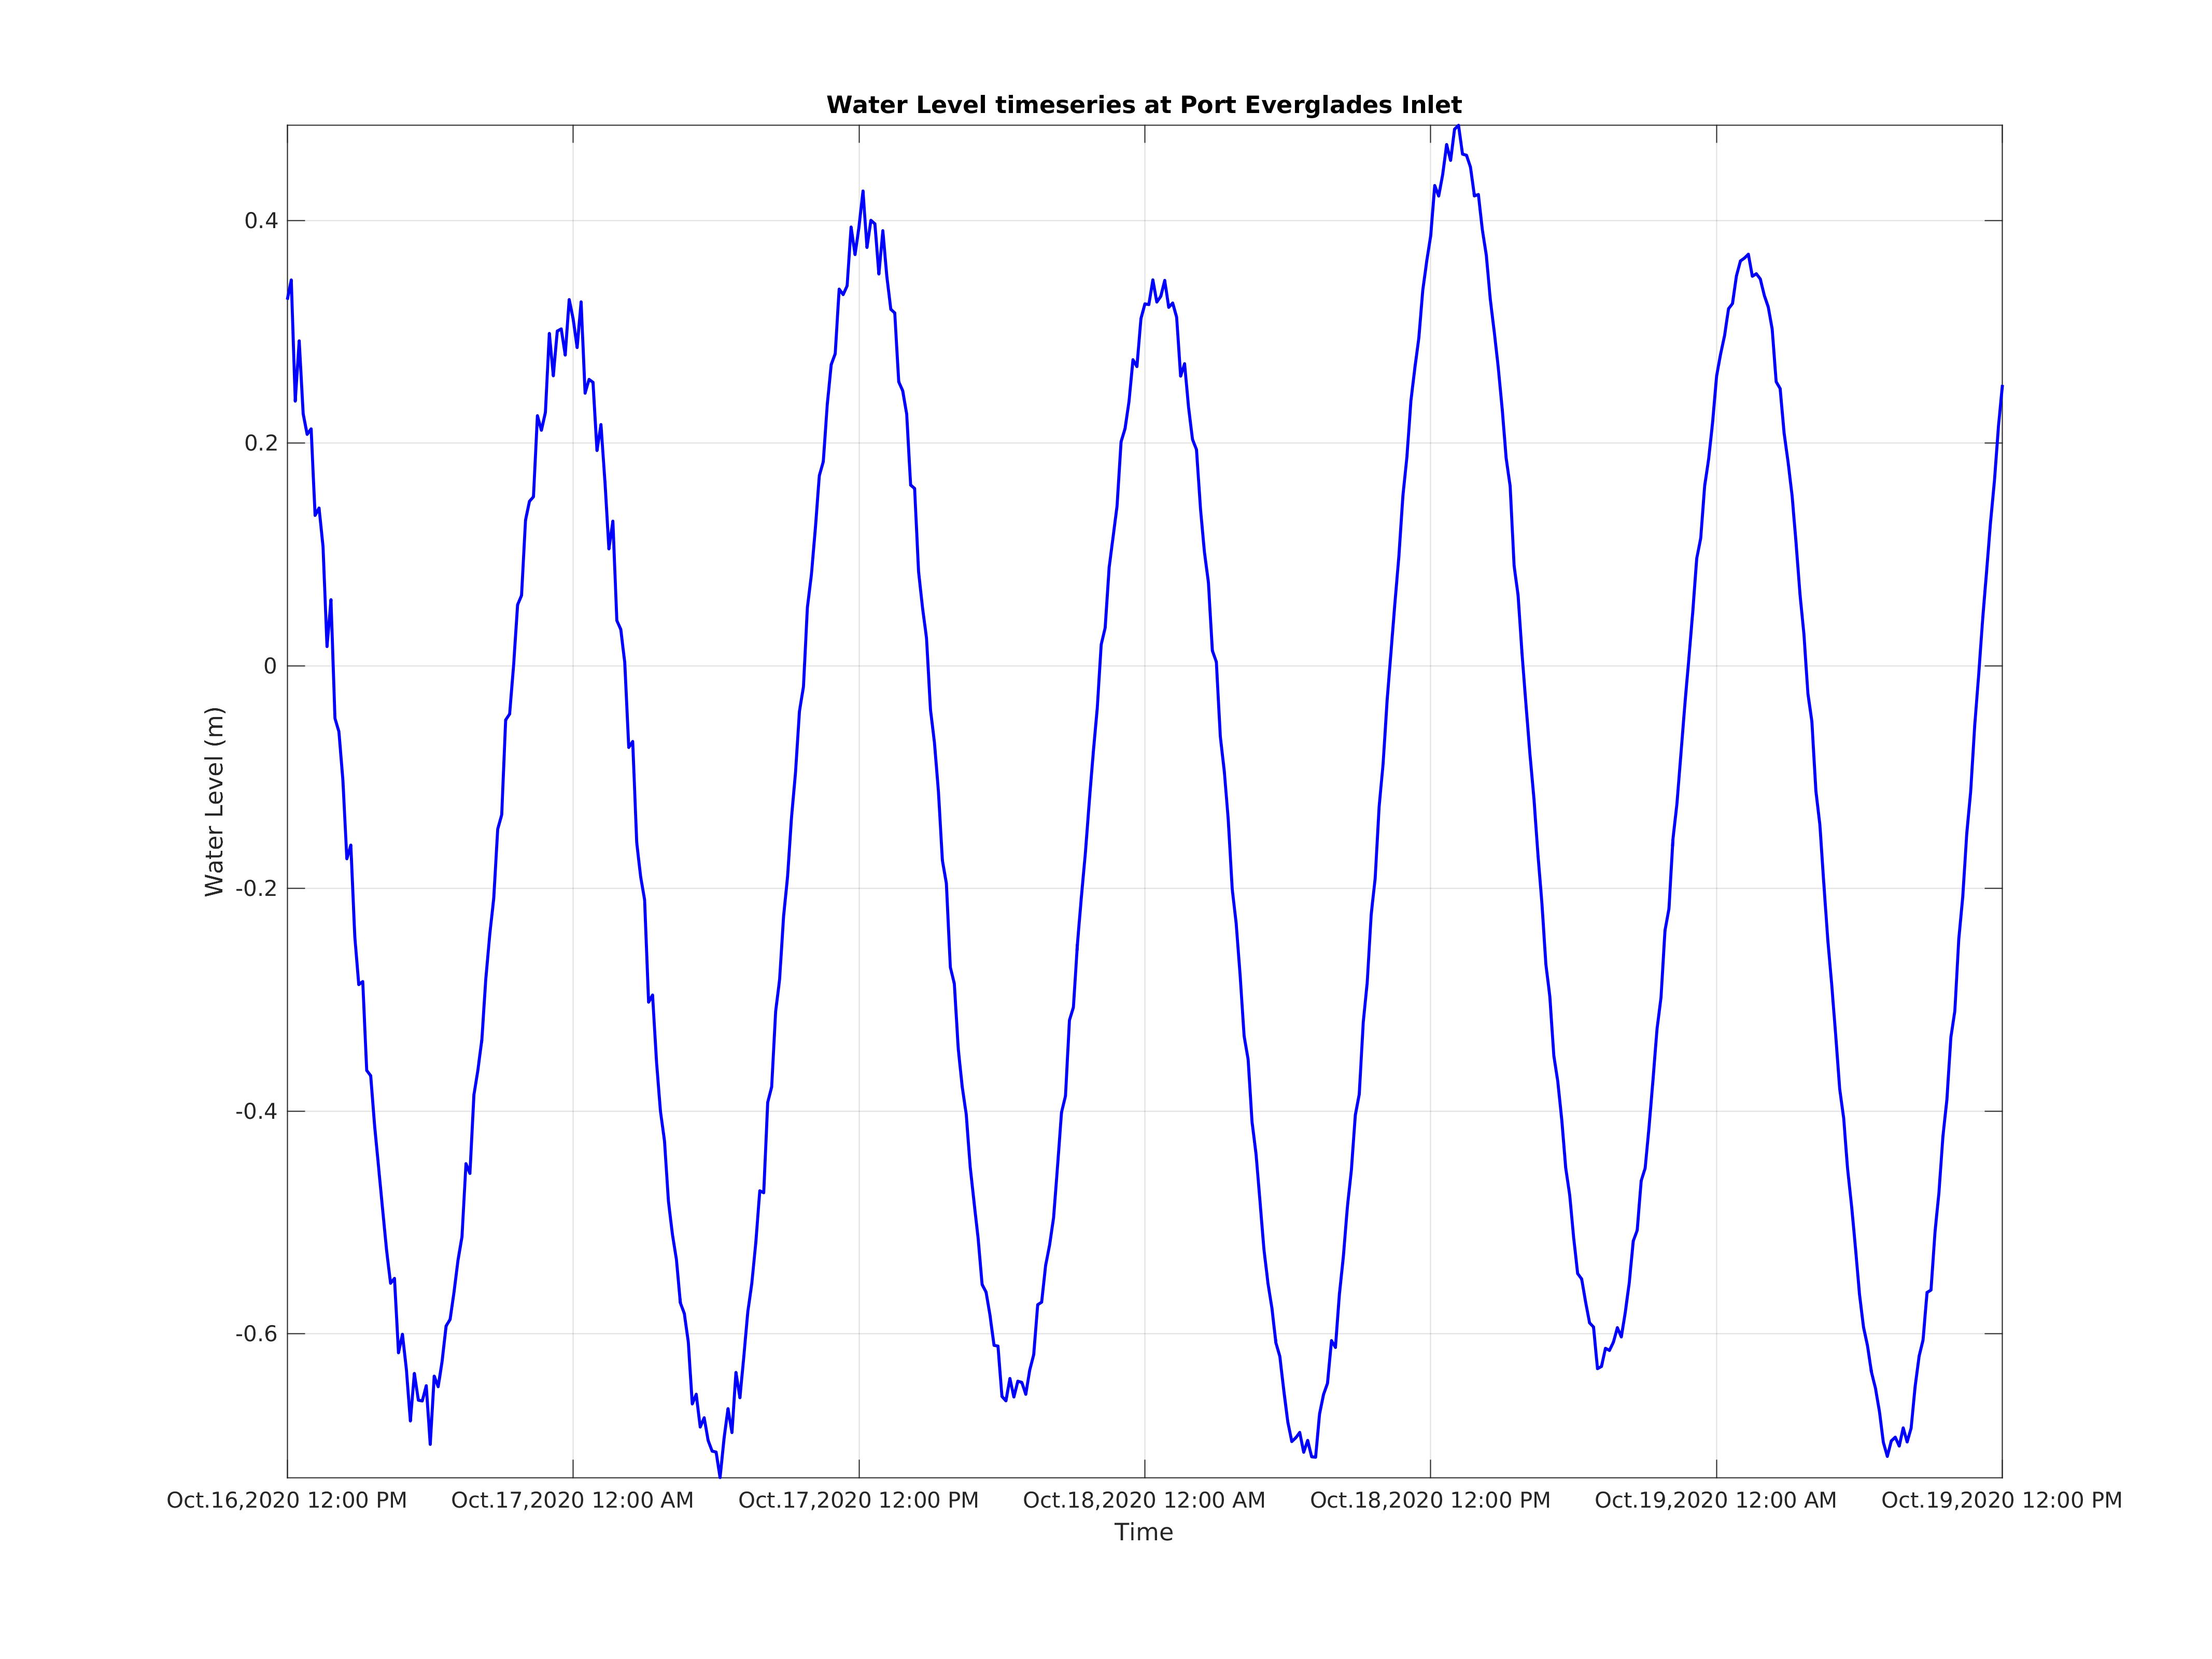 Water Level timeseries at Port Everglades Inlet
0.4
0.2
0
-0.2
-0.4
-0.6
Water Level (m)
Oct.16,2020 12:00 PM Oct.17,2020 12:00 AM Oct.17,2020 12:00 PM Oct.18,2020 12:00 AM Oct.18,2020 12:00 PM Oct.19,2020 12:00 AM Oct.19,2020 12:00 PM
Time